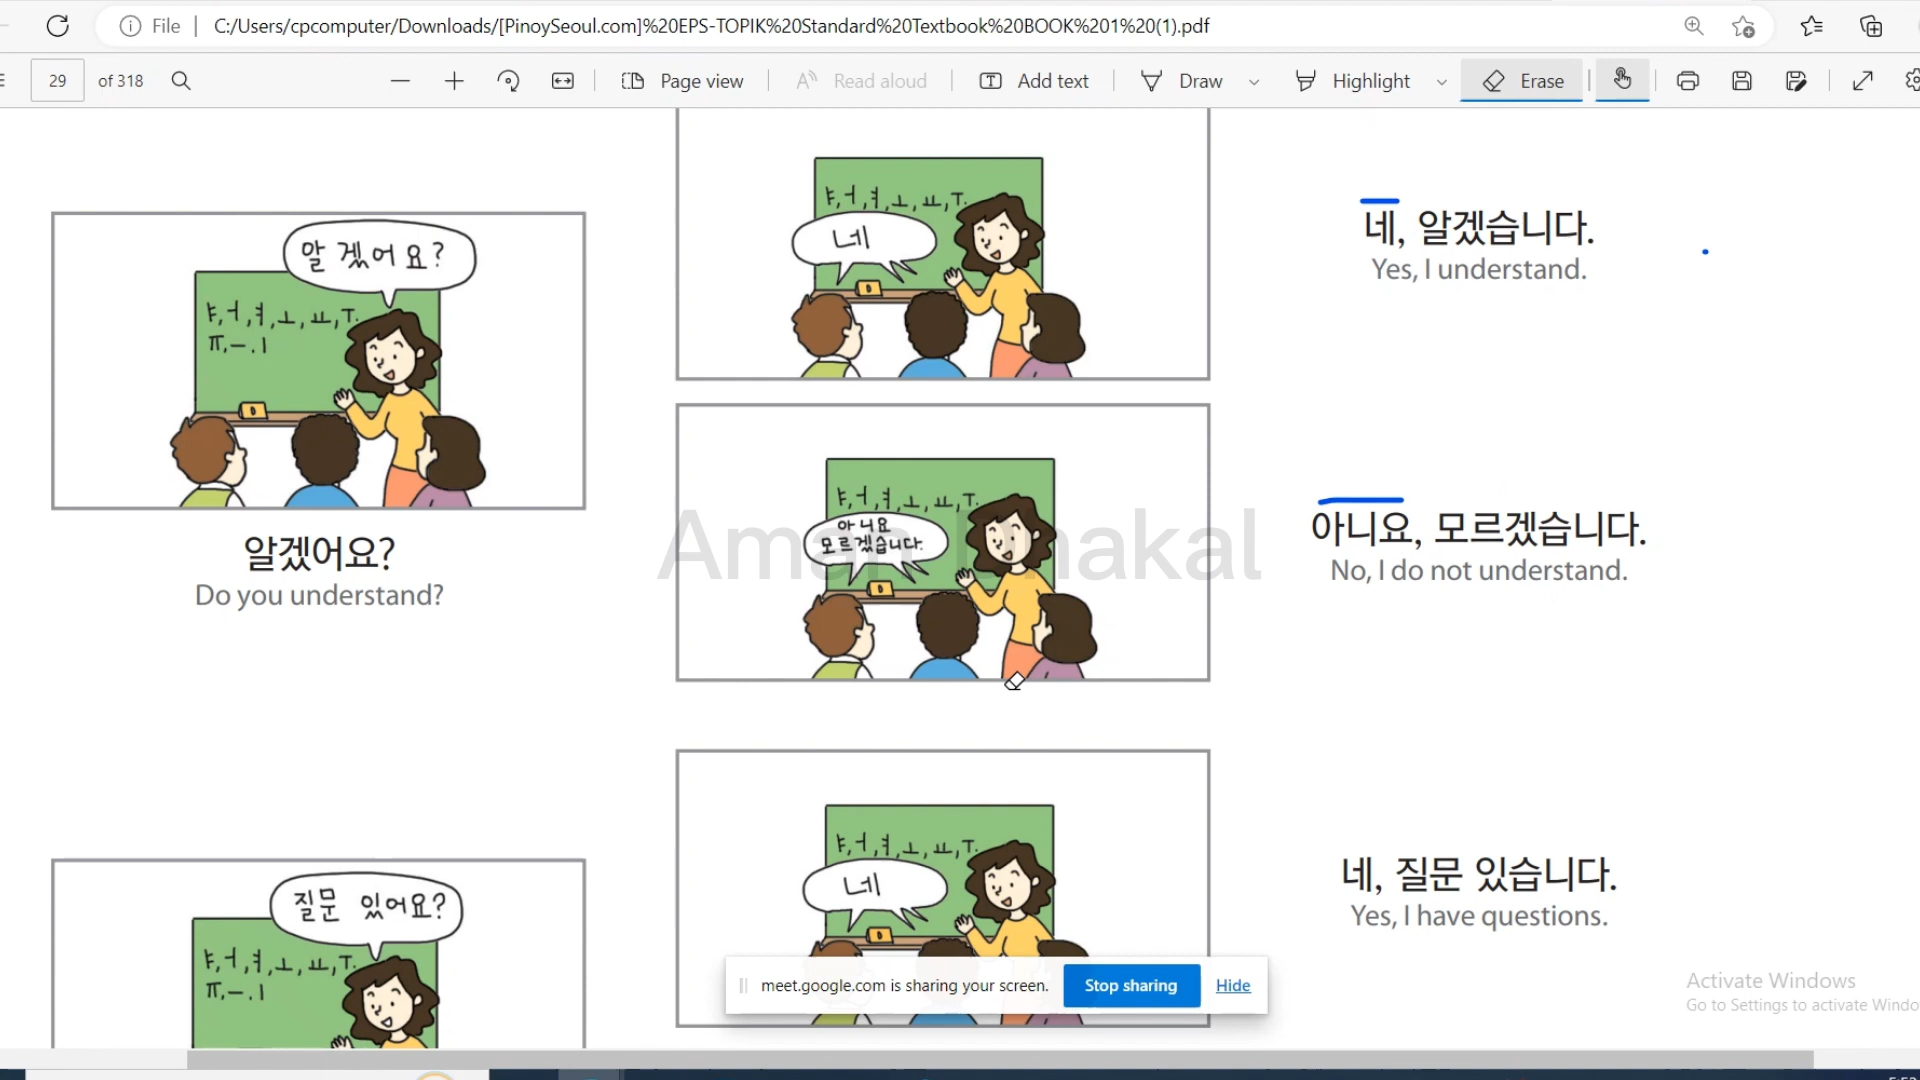 File
C:/Users/cpcomputer/Downloads/[PinoySeoul.com]%20EPS-TOPIK%20Standard%20Textbook%20BOOK%201%20(1).pdf
29 of 318
Page view
Read aloud
Add text
Draw
Highlight
Erase
알겠어요?
ㅑ,ㅓ,ㅕ,ㅗ,ㅛ,ㅜ.
ㅠ,ㅡ.ㅣ
알겠어요?
Do you understand?
ㅑ,ㅓ,ㅕ,ㅗ,ㅛ,ㅜ.
네
네, 알겠습니다.
Yes, I understand.
ㅑ,ㅓ,ㅕ,ㅗ,ㅛ,ㅜ.
아니요
모르겠습니다.
아니요, 모르겠습니다.
No, I do not understand.
질문 있어요?
ㅑ,ㅓ,ㅕ,ㅗ,ㅛ,ㅜ.
ㅠ,ㅡ.ㅣ
ㅑ,ㅓ,ㅕ,ㅗ,ㅛ,ㅜ.
네
네, 질문 있습니다.
Yes, I have questions.
meet.google.com is sharing your screen.
Stop sharing
Hide
Activate Windows
Go to Settings to activate Windo